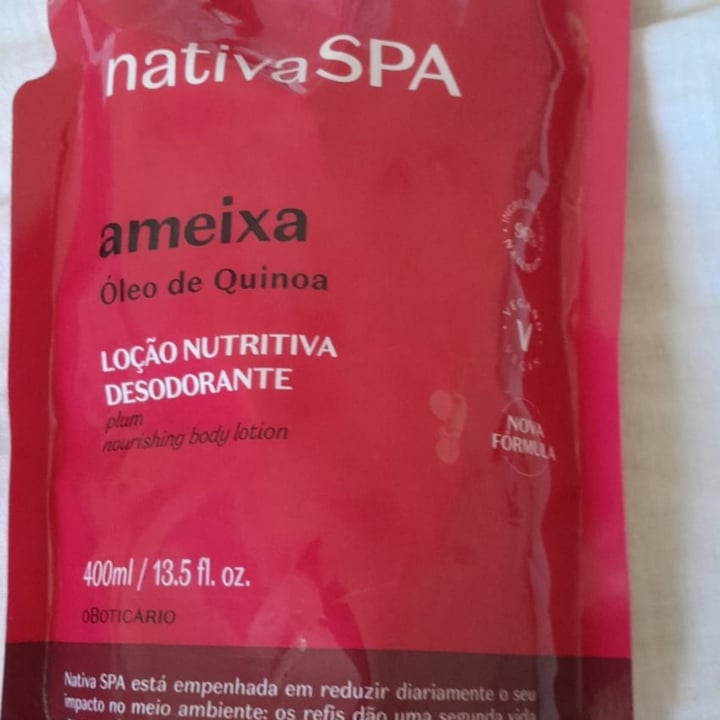 nativaSPA
ameixa
Óleo de Quinoa
LOÇÃO NUTRITIVA
DESODORANTE
plum
nourishing body lotion
VEGANO
V
NOVA
FÓRMULA
400ml / 13.5 fl. oz.
oBOTICÁRIO
Nativa SPA está empenhada em reduzir diariamente o seu
impacto no meio ambiente: os refis dão uma segunda vida